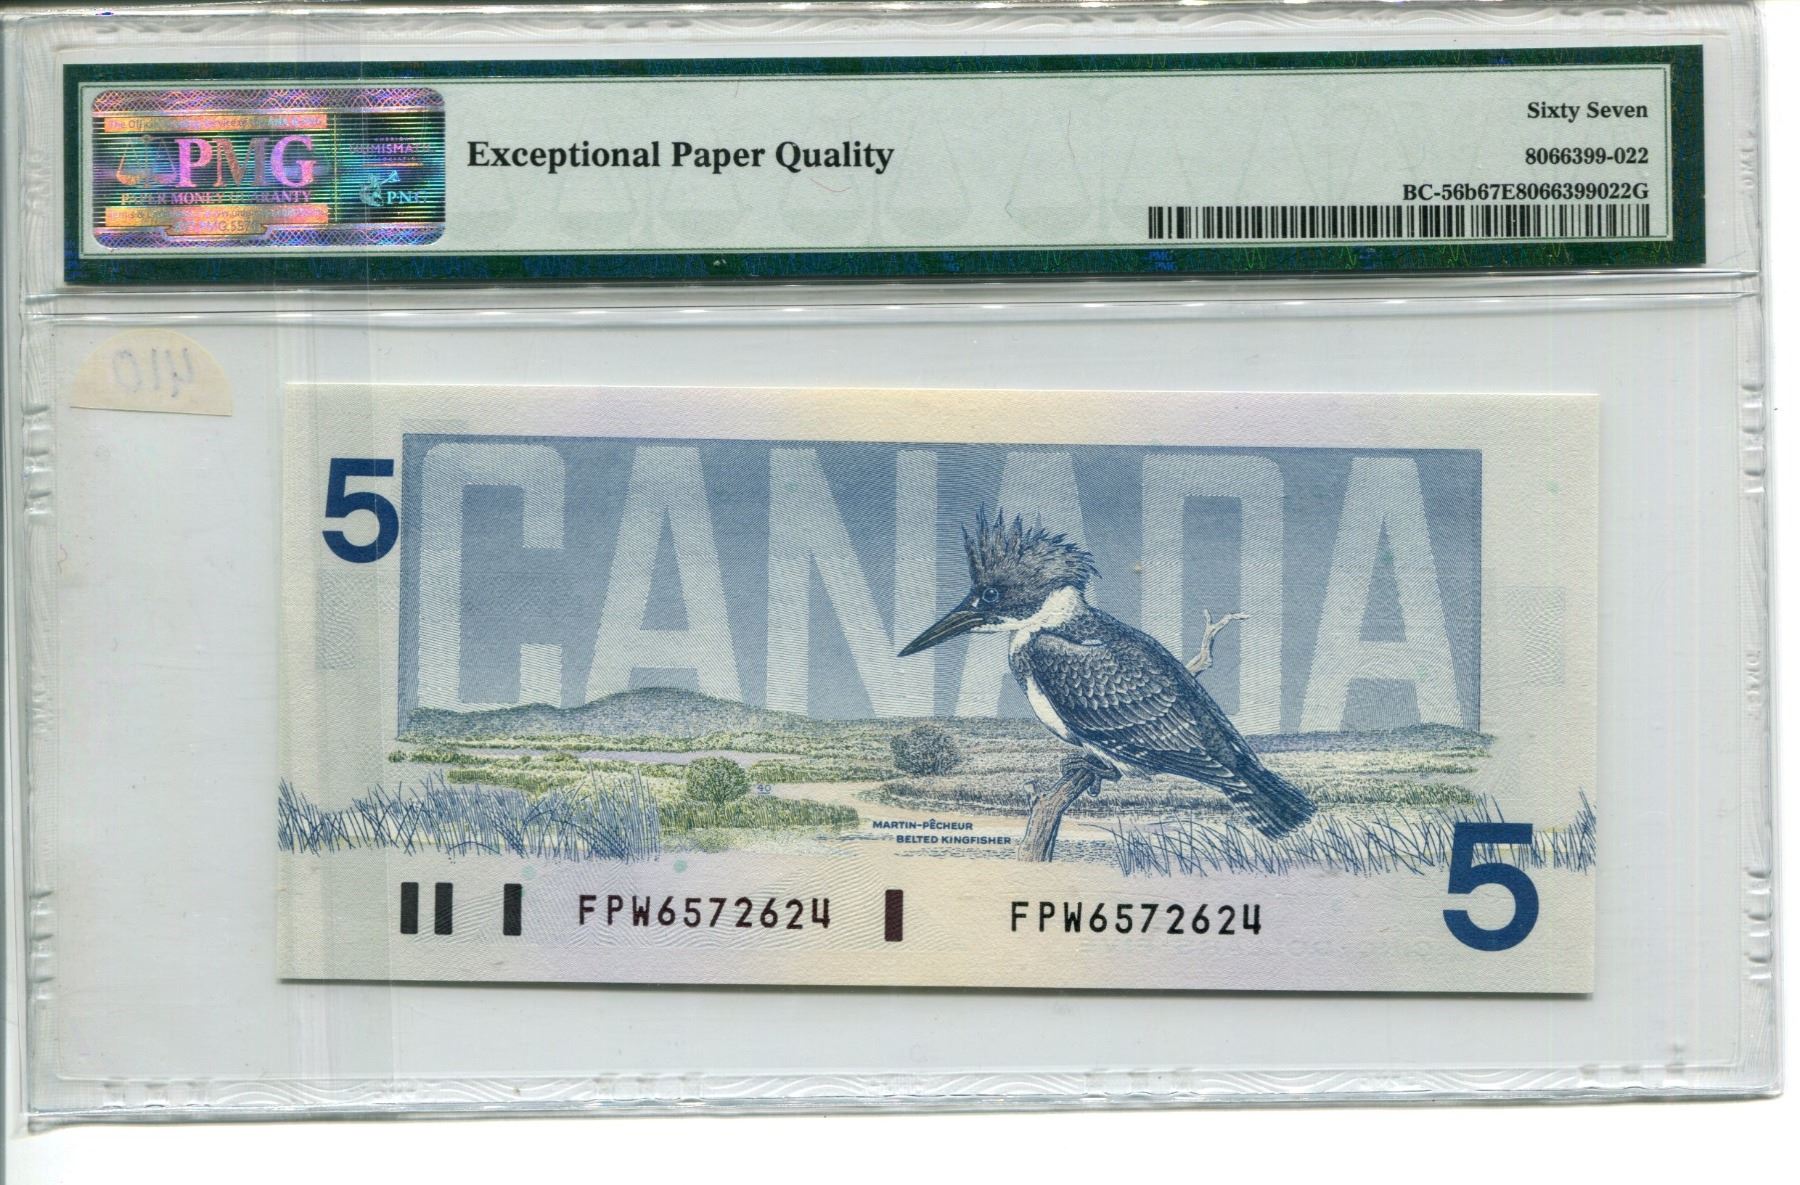 PMG
Exceptional Paper Quality
Sixty Seven
8066399-022
BC-56b67E8066399022G
410
CANADA
5
40
MARTIN-PÊCHEUR
BELTED KINGFISHER
FPW6572624
FPW6572624
5